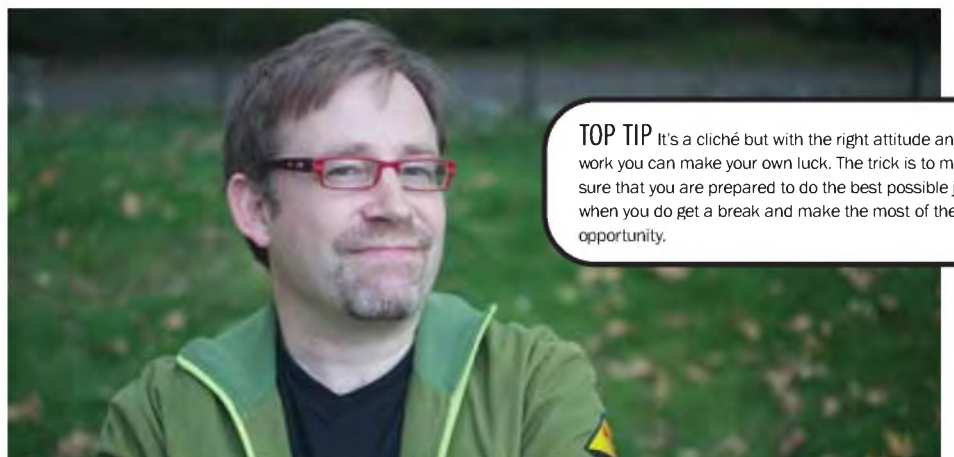 TOP TIP It's a cliché but with the right attitude an
work you can make your own luck. The trick is to m
sure that you are prepared to do the best possible j
when you do get a break and make the most of the
opportunity.